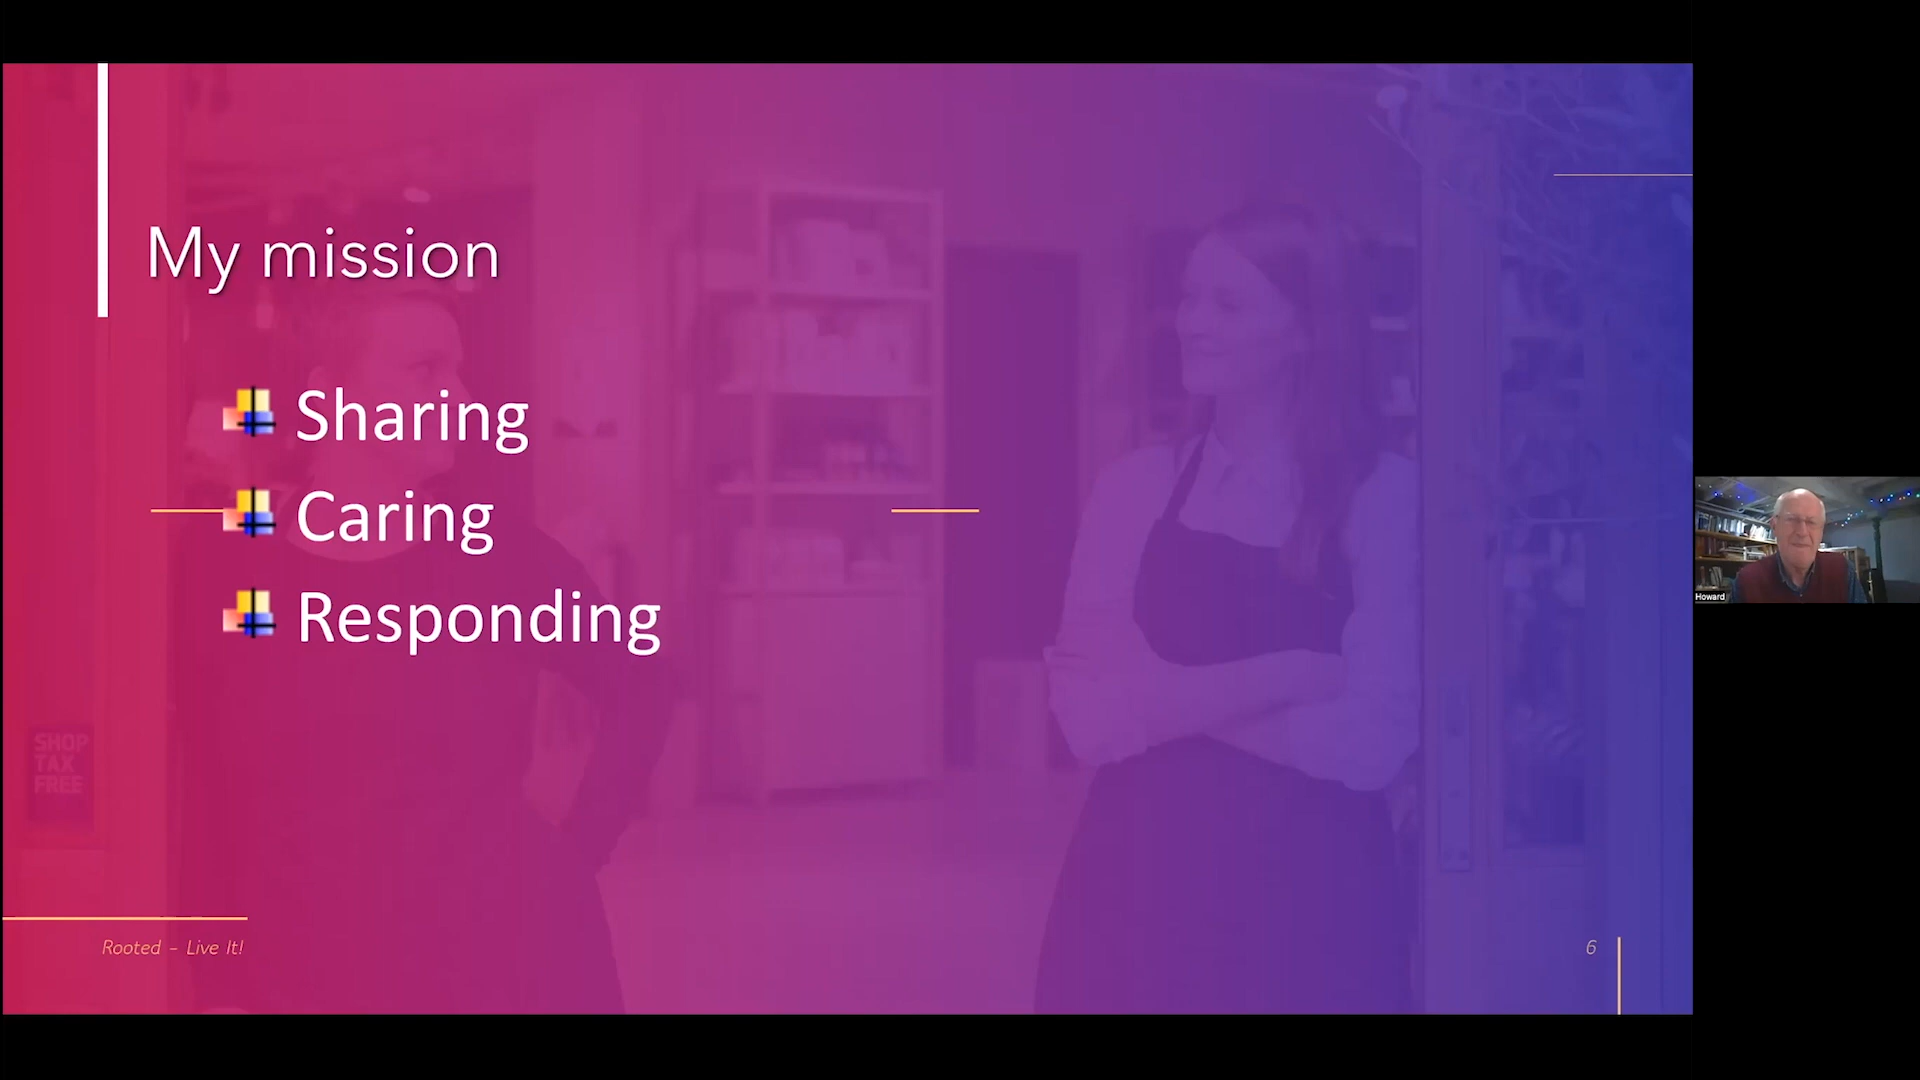 My mission
Sharing
Caring
Responding
SHOP
TAX
FREE
Rooted – Live It!
6
Howard